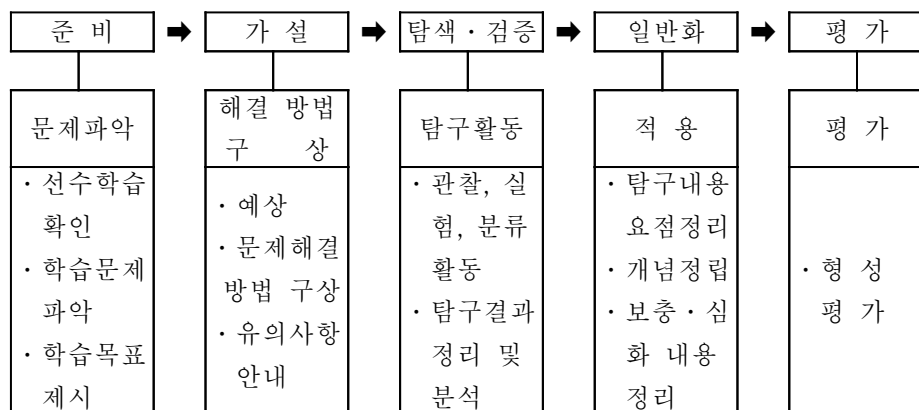 준 비 ➡ 가 설 ➡ 탐색·검증 ➡ 일반화 ➡ 평 가
문제파악
해결 방법
구 상
탐구활동
적 용
평 가
· 선수학습
확인
· 학습문제
파악
· 학습목표
제시
· 예상
· 문제해결
방법 구상
· 유의사항
안내
· 관찰, 실
험, 분류
활동
· 탐구결과
정리 및
분석
· 탐구내용
요점정리
· 개념정립
· 보충·심
화 내용
정리
· 형 성
평 가